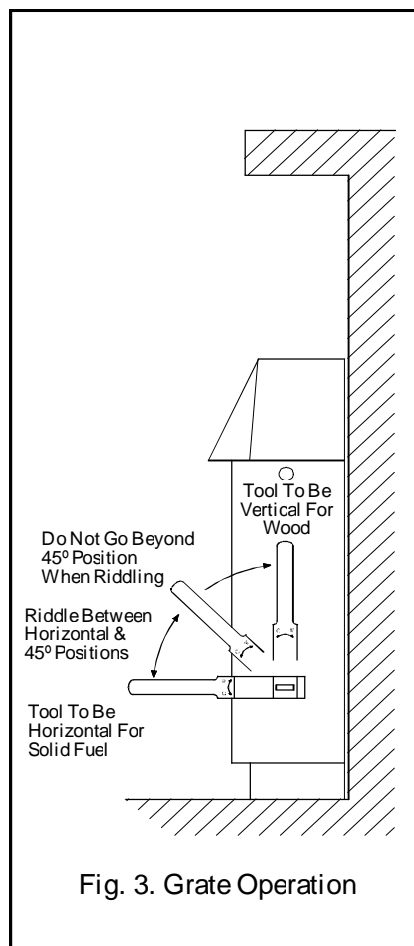 Tool To Be
Vertical For
Wood
Do Not Go Beyond
45º Position
When Riddling
Riddle Between
Horizontal &
45º Positions
Tool To Be
Horizontal For
Solid Fuel
Fig. 3. Grate Operation